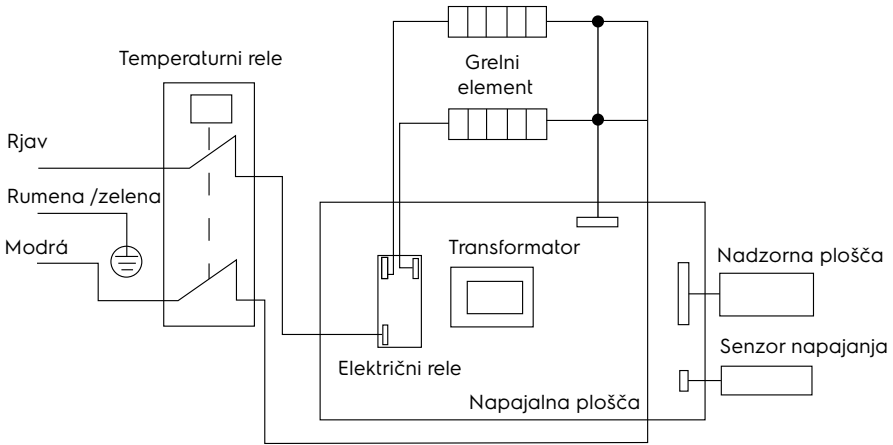 Temperaturni rele
Grelni
element
Rjav
Rumena /zelena
Modrá
Transformator
Nadzorna plošča
Električni rele
Senzor napajanja
Napajalna plošča